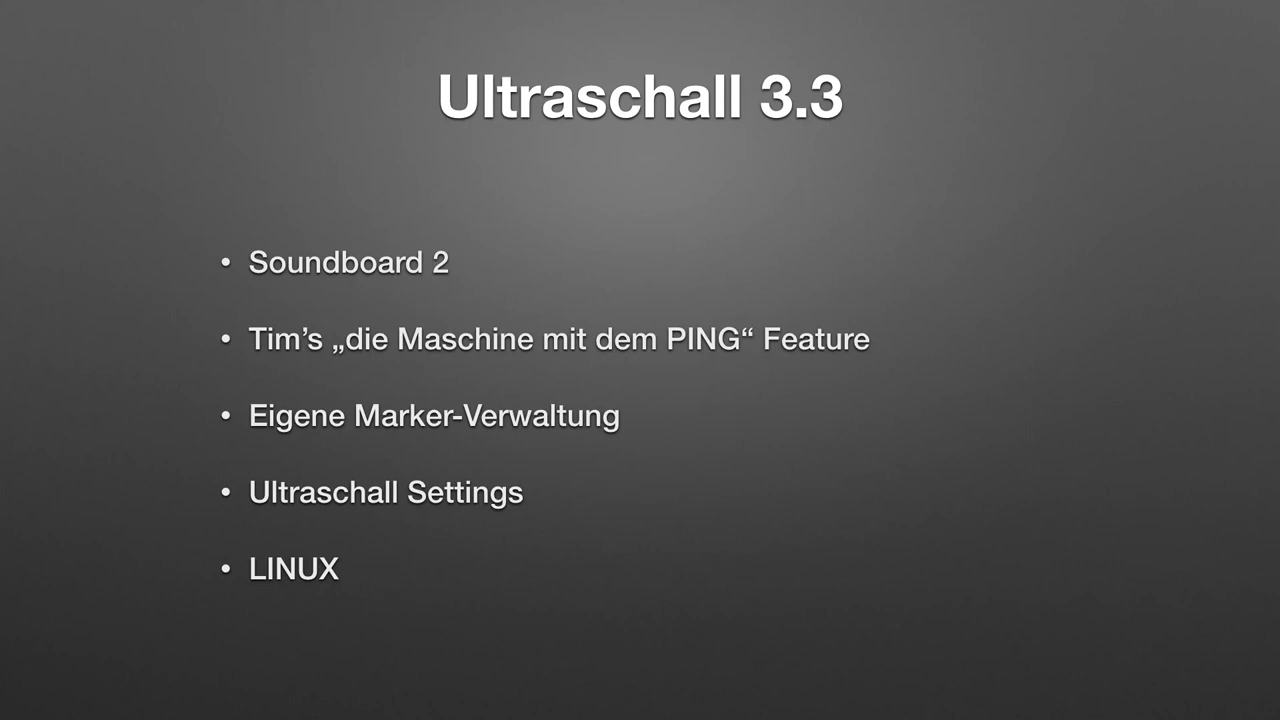 Ultraschall 3.3
• Soundboard 2
• Tim’s „die Maschine mit dem PING“ Feature
• Eigene Marker-Verwaltung
• Ultraschall Settings
• LINUX